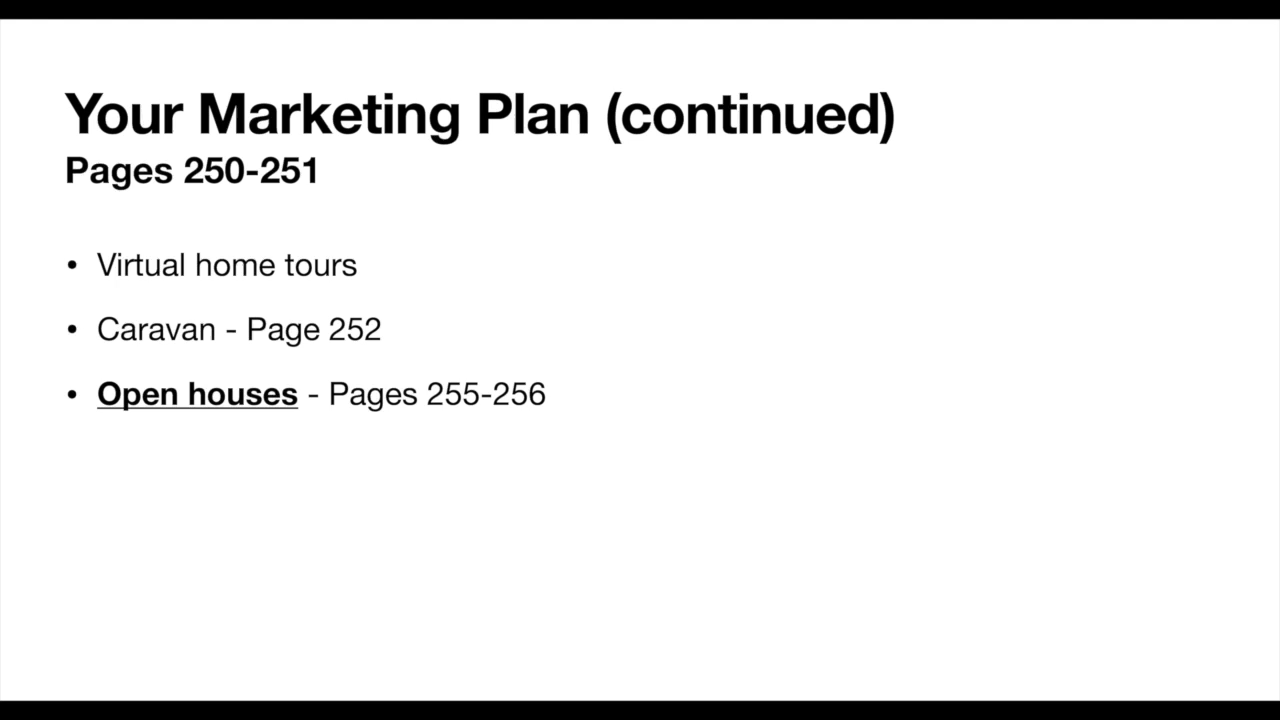 Your Marketing Plan (continued)
Pages 250-251
• Virtual home tours
• Caravan - Page 252
• Open houses - Pages 255-256